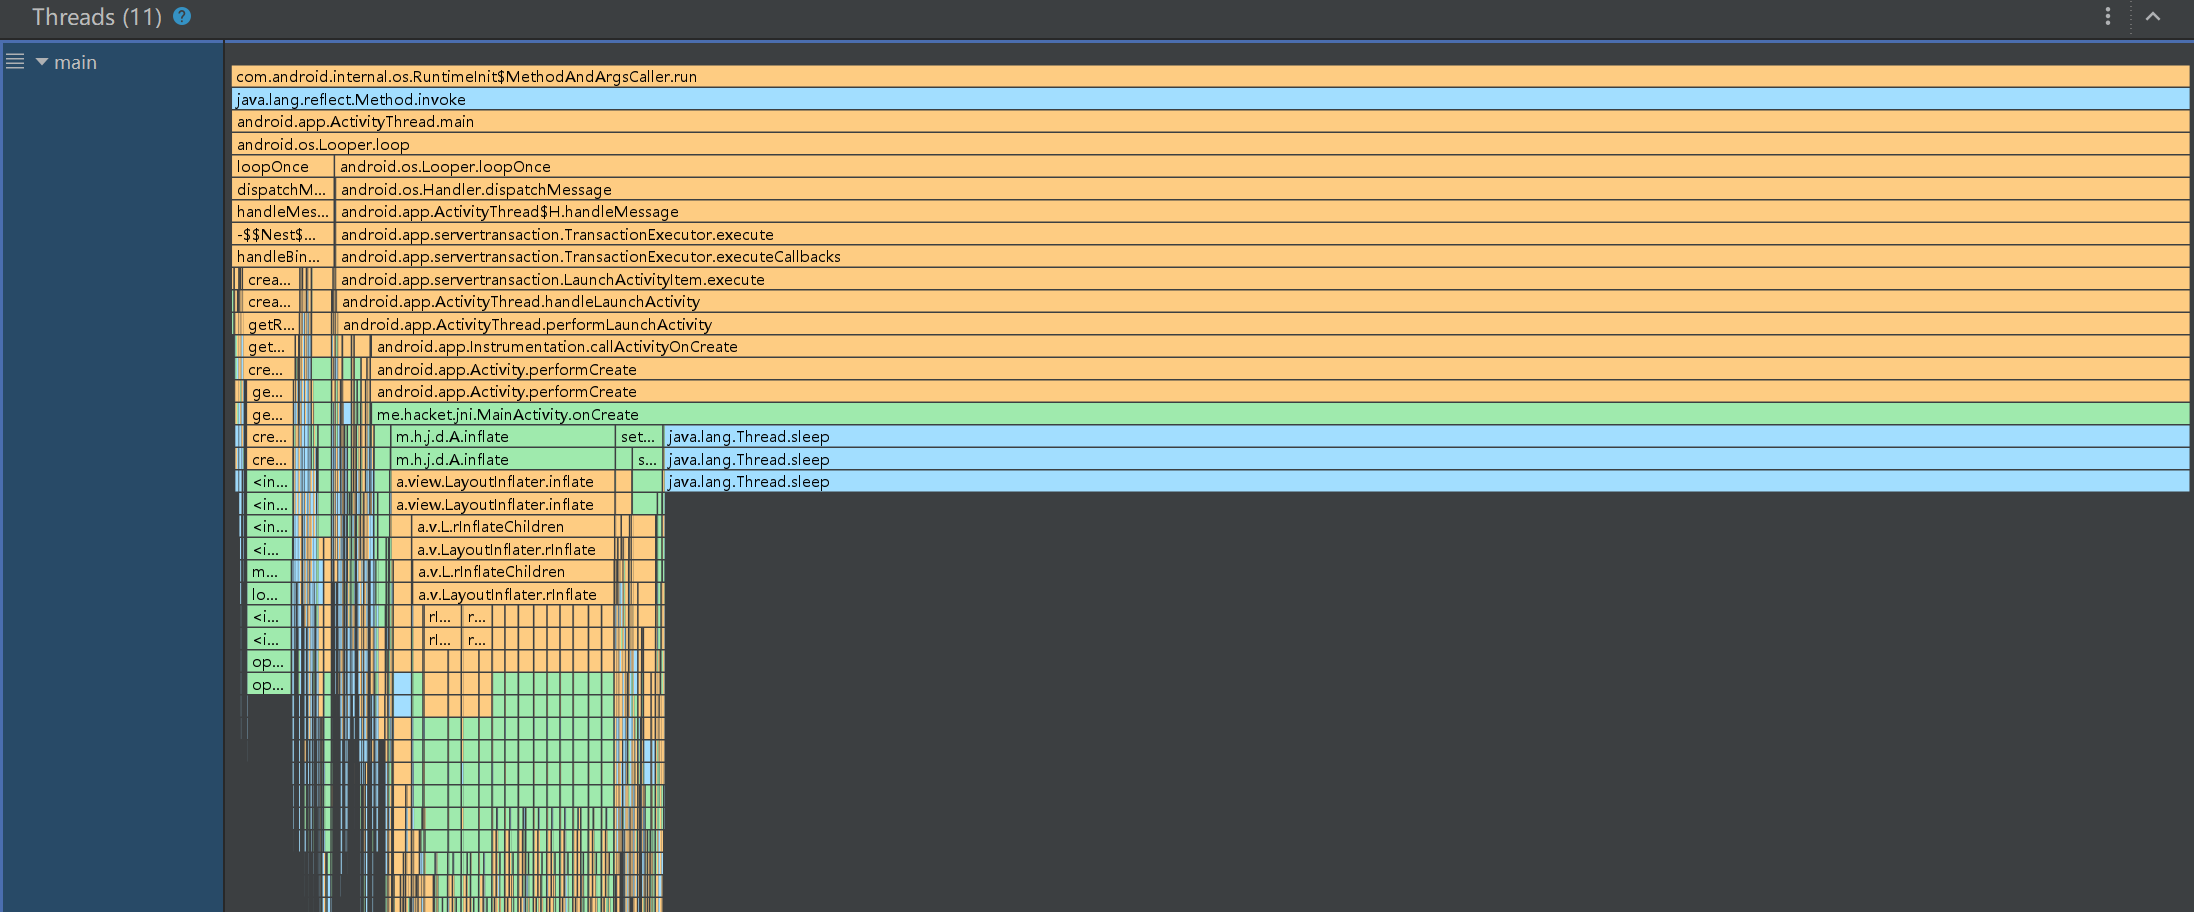 Threads (11) ?
main
com.android.internal.os.RuntimeInit$MethodAndArgsCaller.run
java.lang.reflect.Method.invoke
android.app.ActivityThread.main
android.os.Looper.loop
loopOnce android.os.Looper.loopOnce
dispatchM... android.os.Handler.dispatchMessage
handleMes... android.app.ActivityThread$H.handleMessage
-$$Nest$... android.app.servertransaction.TransactionExecutor.execute
handleBin... android.app.servertransaction.TransactionExecutor.executeCallbacks
crea... android.app.servertransaction.LaunchActivityItem.execute
crea... android.app.ActivityThread.handleLaunchActivity
getR... android.app.ActivityThread.performLaunchActivity
get... android.app.Instrumentation.callActivityOnCreate
cre... android.app.Activity.performCreate
ge... android.app.Activity.performCreate
ge... me.hacket.jni.MainActivity.onCreate
cre... m.h.j.d.A.inflate set... java.lang.Thread.sleep
cre... m.h.j.d.A.inflate s... java.lang.Thread.sleep
<in... a.view.LayoutInflater.inflate java.lang.Thread.sleep
<in... a.view.LayoutInflater.inflate
<in... a.v.L.rInflateChildren
<i... a.v.LayoutInflater.rInflate
m... a.v.L.rInflateChildren
lo... a.v.LayoutInflater.rInflate
<i... rI... r...
<i... rI... r...
op...
op...